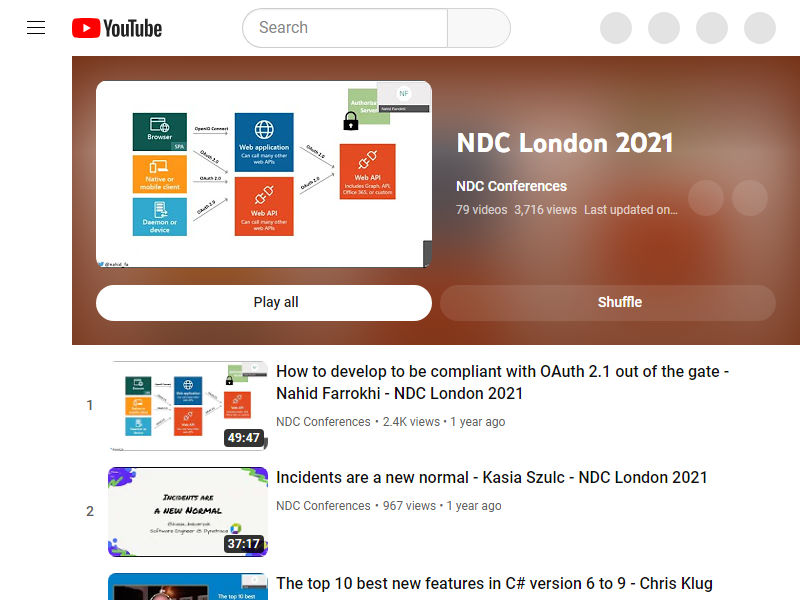 YouTube
Search
Browser
SPA
Native or
mobile client
Daemon or
device
OpenID Connect
OAuth 2.0
OAuth 2.0
OAuth 2.0
Web application
Can call many other
web APIs
Web API
Can call many other
web APIs
OAuth 2.0
OAuth 2.0
NF
Nahid Farrokhi
Web API
Includes Graph API,
Office 365, or custom
@nahid_fa
NDC London 2021
NDC Conferences
79 videos 3,716 views Last updated on...
Play all
Shuffle
1
49:47
How to develop to be compliant with OAuth 2.1 out of the gate -
Nahid Farrokhi - NDC London 2021
NDC Conferences • 2.4K views • 1 year ago
2
Incidents are
a new Normal
Software Engineer @ Dynatrace
37:17
Incidents are a new normal - Kasia Szulc - NDC London 2021
NDC Conferences • 967 views • 1 year ago
The top 10 best
The top 10 best new features in C# version 6 to 9 - Chris Klug